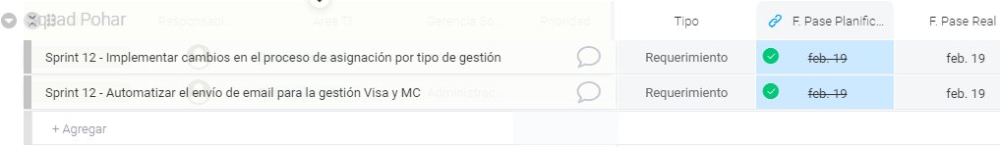 Squad Pohar Responsabl... Área TI Gerencia So... Prioridad Tipo F. Pase Planific... F. Pase Real
Sprint 12 - Implementar cambios en el proceso de asignación por tipo de gestión Requerimiento feb. 19 feb. 19
Sprint 12 - Automatizar el envío de email para la gestión Visa y MC Administrac... Requerimiento feb. 19 feb. 19
+ Agregar